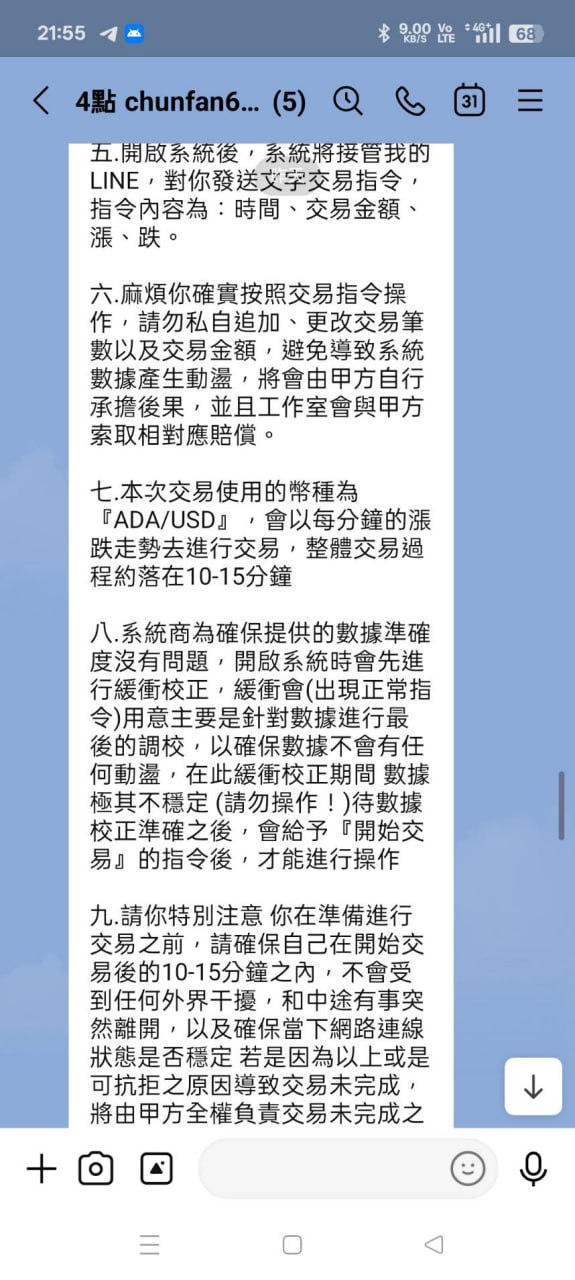 21:55
9.00 KB/S Vo LTE 4G+ 68
4點 chunfan6... (5)
31
五.開啟系統後，系統將接管我的
LINE，對你發送文字交易指令，
指令內容為：時間、交易金額、
漲、跌。
六.麻煩你確實按照交易指令操
作，請勿私自追加、更改交易筆
數以及交易金額，避免導致系統
數據產生動盪，將會由甲方自行
承擔後果，並且工作室會與甲方
索取相對應賠償。
七.本次交易使用的幣種為
『ADA/USD』，會以每分鐘的漲
跌走勢去進行交易，整體交易過
程約落在10-15分鐘
八.系統商為確保提供的數據準確
度沒有問題，開啟系統時會先進
行緩衝校正，緩衝會(出現正常指
令)用意主要是針對數據進行最
後的調校，以確保數據不會有任
何動盪，在此緩衝校正期間 數據
極其不穩定 (請勿操作！)待數據
校正準確之後，會給予『開始交
易』的指令後，才能進行操作
九.請你特別注意 你在準備進行
交易之前，請確保自己在開始交
易後的10-15分鐘之內，不會受
到任何外界干擾，和中途有事突
然離開，以及確保當下網路連線
狀態是否穩定 若是因為以上或是
可抗拒之原因導致交易未完成，
將由甲方全權負責交易未完成之